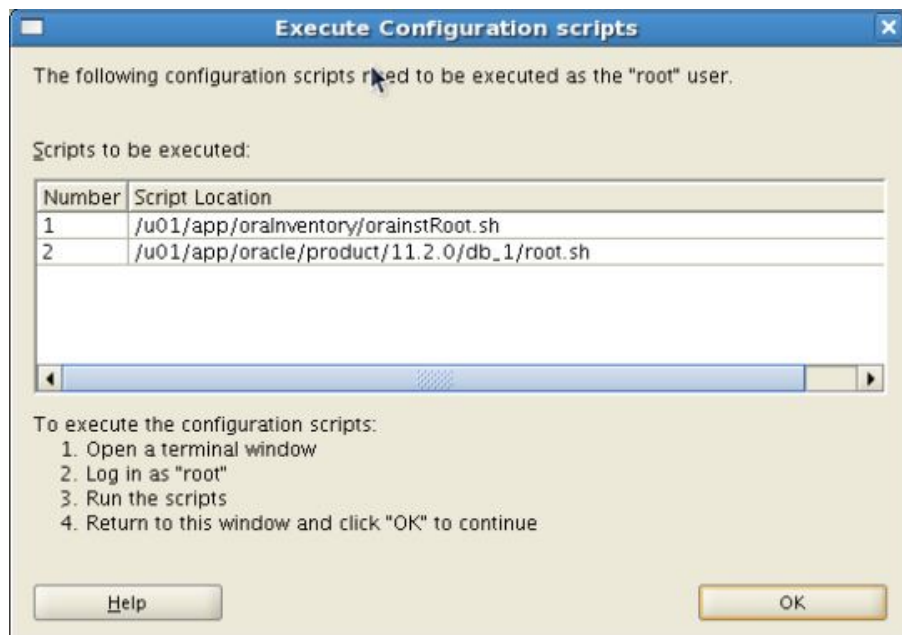 Execute Configuration scripts
The following configuration scripts need to be executed as the "root" user.
Scripts to be executed:
Number Script Location
1 /u01/app/oraInventory/orainstRoot.sh
2 /u01/app/oracle/product/11.2.0/db_1/root.sh
To execute the configuration scripts:
1. Open a terminal window
2. Log in as "root"
3. Run the scripts
4. Return to this window and click "OK" to continue
Help OK